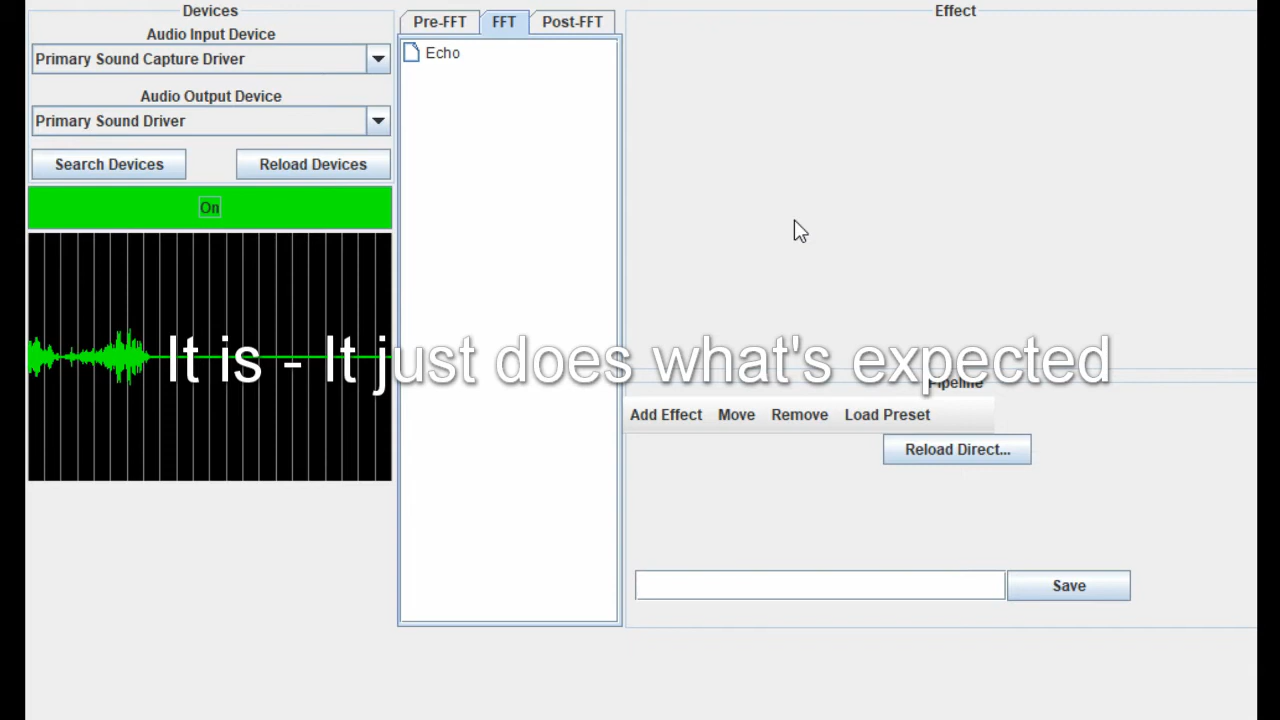 Devices
Audio Input Device
Primary Sound Capture Driver
Audio Output Device
Primary Sound Driver
Search Devices
Reload Devices
On
Pre-FFT
FFT
Post-FFT
Echo
Effect
It is - It just does what's expected
Pipeline
Add Effect Move Remove Load Preset
Reload Direct...
Save